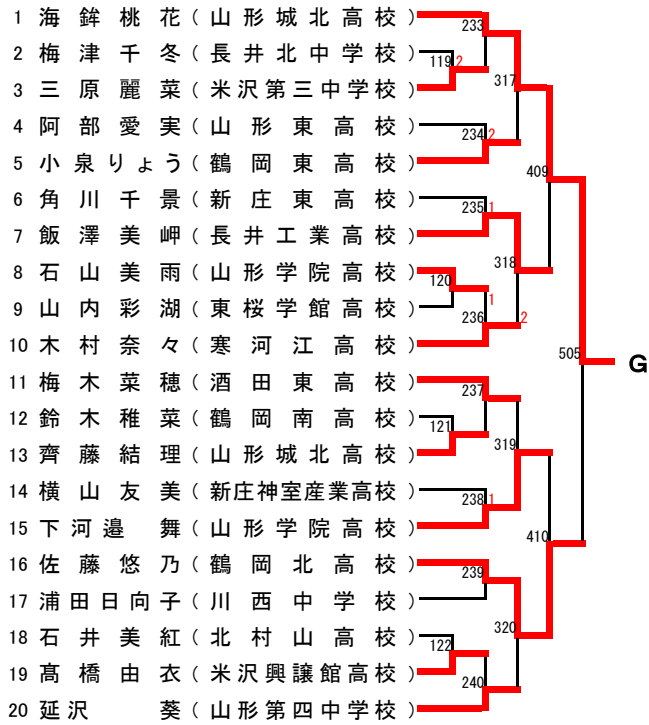 1 海鉾桃花(山形城北高校)
233
2 梅津千冬(長井北中学校)
119 2
3 三原麗菜(米沢第三中学校)
317
4 阿部愛実(山形東高校)
234 2
5 小泉りょう(鶴岡東高校)
409
6 角川千景(新庄東高校)
235 1
7 飯澤美岬(長井工業高校)
318
8 石山美雨(山形学院高校)
120
9 山内彩湖(東桜学館高校)
1
236 2
10 木村奈々(寒河江高校)
505 G
11 梅木菜穂(酒田東高校)
237
12 鈴木稚菜(鶴岡南高校)
121
13 齊藤結理(山形城北高校)
319
14 横山友美(新庄神室産業高校)
238 1
15 下河邉舞(山形学院高校)
410
16 佐藤悠乃(鶴岡北高校)
239
17 浦田日向子(川西中学校)
320
18 石井美紅(北村山高校)
122
19 髙橋由衣(米沢興譲館高校)
240
20 延沢葵(山形第四中学校)